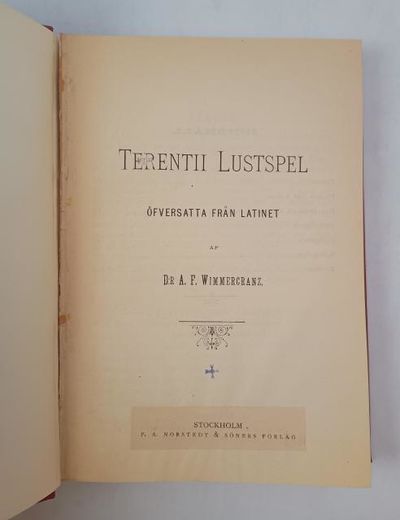 TERENTII LUSTSPEL
ÖFVERSATTA FRÅN LATINET
AF
DR A. F. WIMMERCRANZ.
STOCKHOLM
P. A. NORSTEDT & SÖNERS FÖRLAG